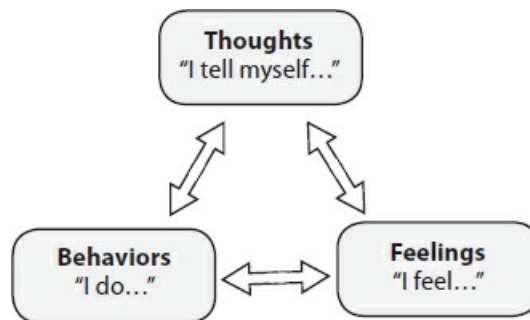 Thoughts
“I tell myself...”
Behaviors
“I do...”
Feelings
“I feel...”